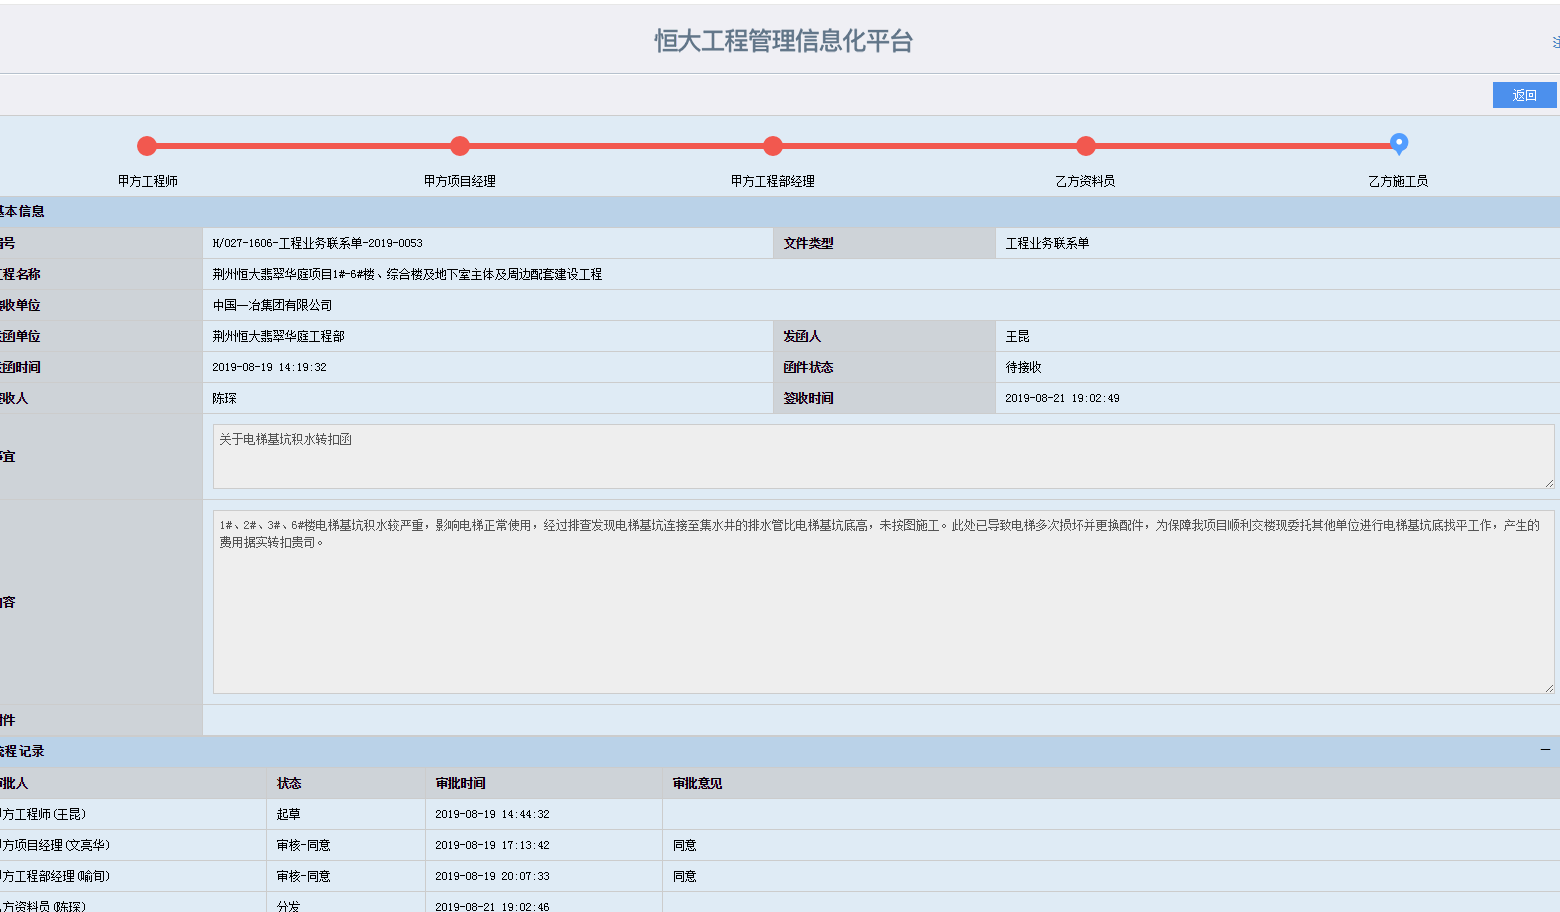 恒大工程管理信息化平台
返回
甲方工程师 甲方项目经理 甲方工程部经理 乙方资料员 乙方施工员
基本信息
编号 H/027-1606-工程业务联系单-2019-0053 文件类型 工程业务联系单
工程名称 荆州恒大翡翠华庭项目1#-6#楼、综合楼及地下室主体及周边配套建设工程
接收单位 中国一冶集团有限公司
发函单位 荆州恒大翡翠华庭工程部 发函人 王昆
发函时间 2019-08-19 14:19:32 函件状态 待接收
签收人 陈琛 签收时间 2019-08-21 19:02:49
事宜 关于电梯基坑积水转扣函
内容 1#、2#、3#、6#楼电梯基坑积水较严重，影响电梯正常使用，经过排查发现电梯基坑连接至集水井的排水管比电梯基坑底高，未按图施工。此处已导致电梯多次损坏并更换配件，为保障我项目顺利交楼现委托其他单位进行电梯基坑底找平工作，产生的
费用据实转扣贵司。
附件
流程记录
审批人 状态 审批时间 审批意见
甲方工程师(王昆) 起草 2019-08-19 14:44:32
甲方项目经理(文亮华) 审核-同意 2019-08-19 17:13:42 同意
甲方工程部经理(喻旬) 审核-同意 2019-08-19 20:07:33 同意
乙方资料员(陈琛) 分发 2019-08-21 19:02:46